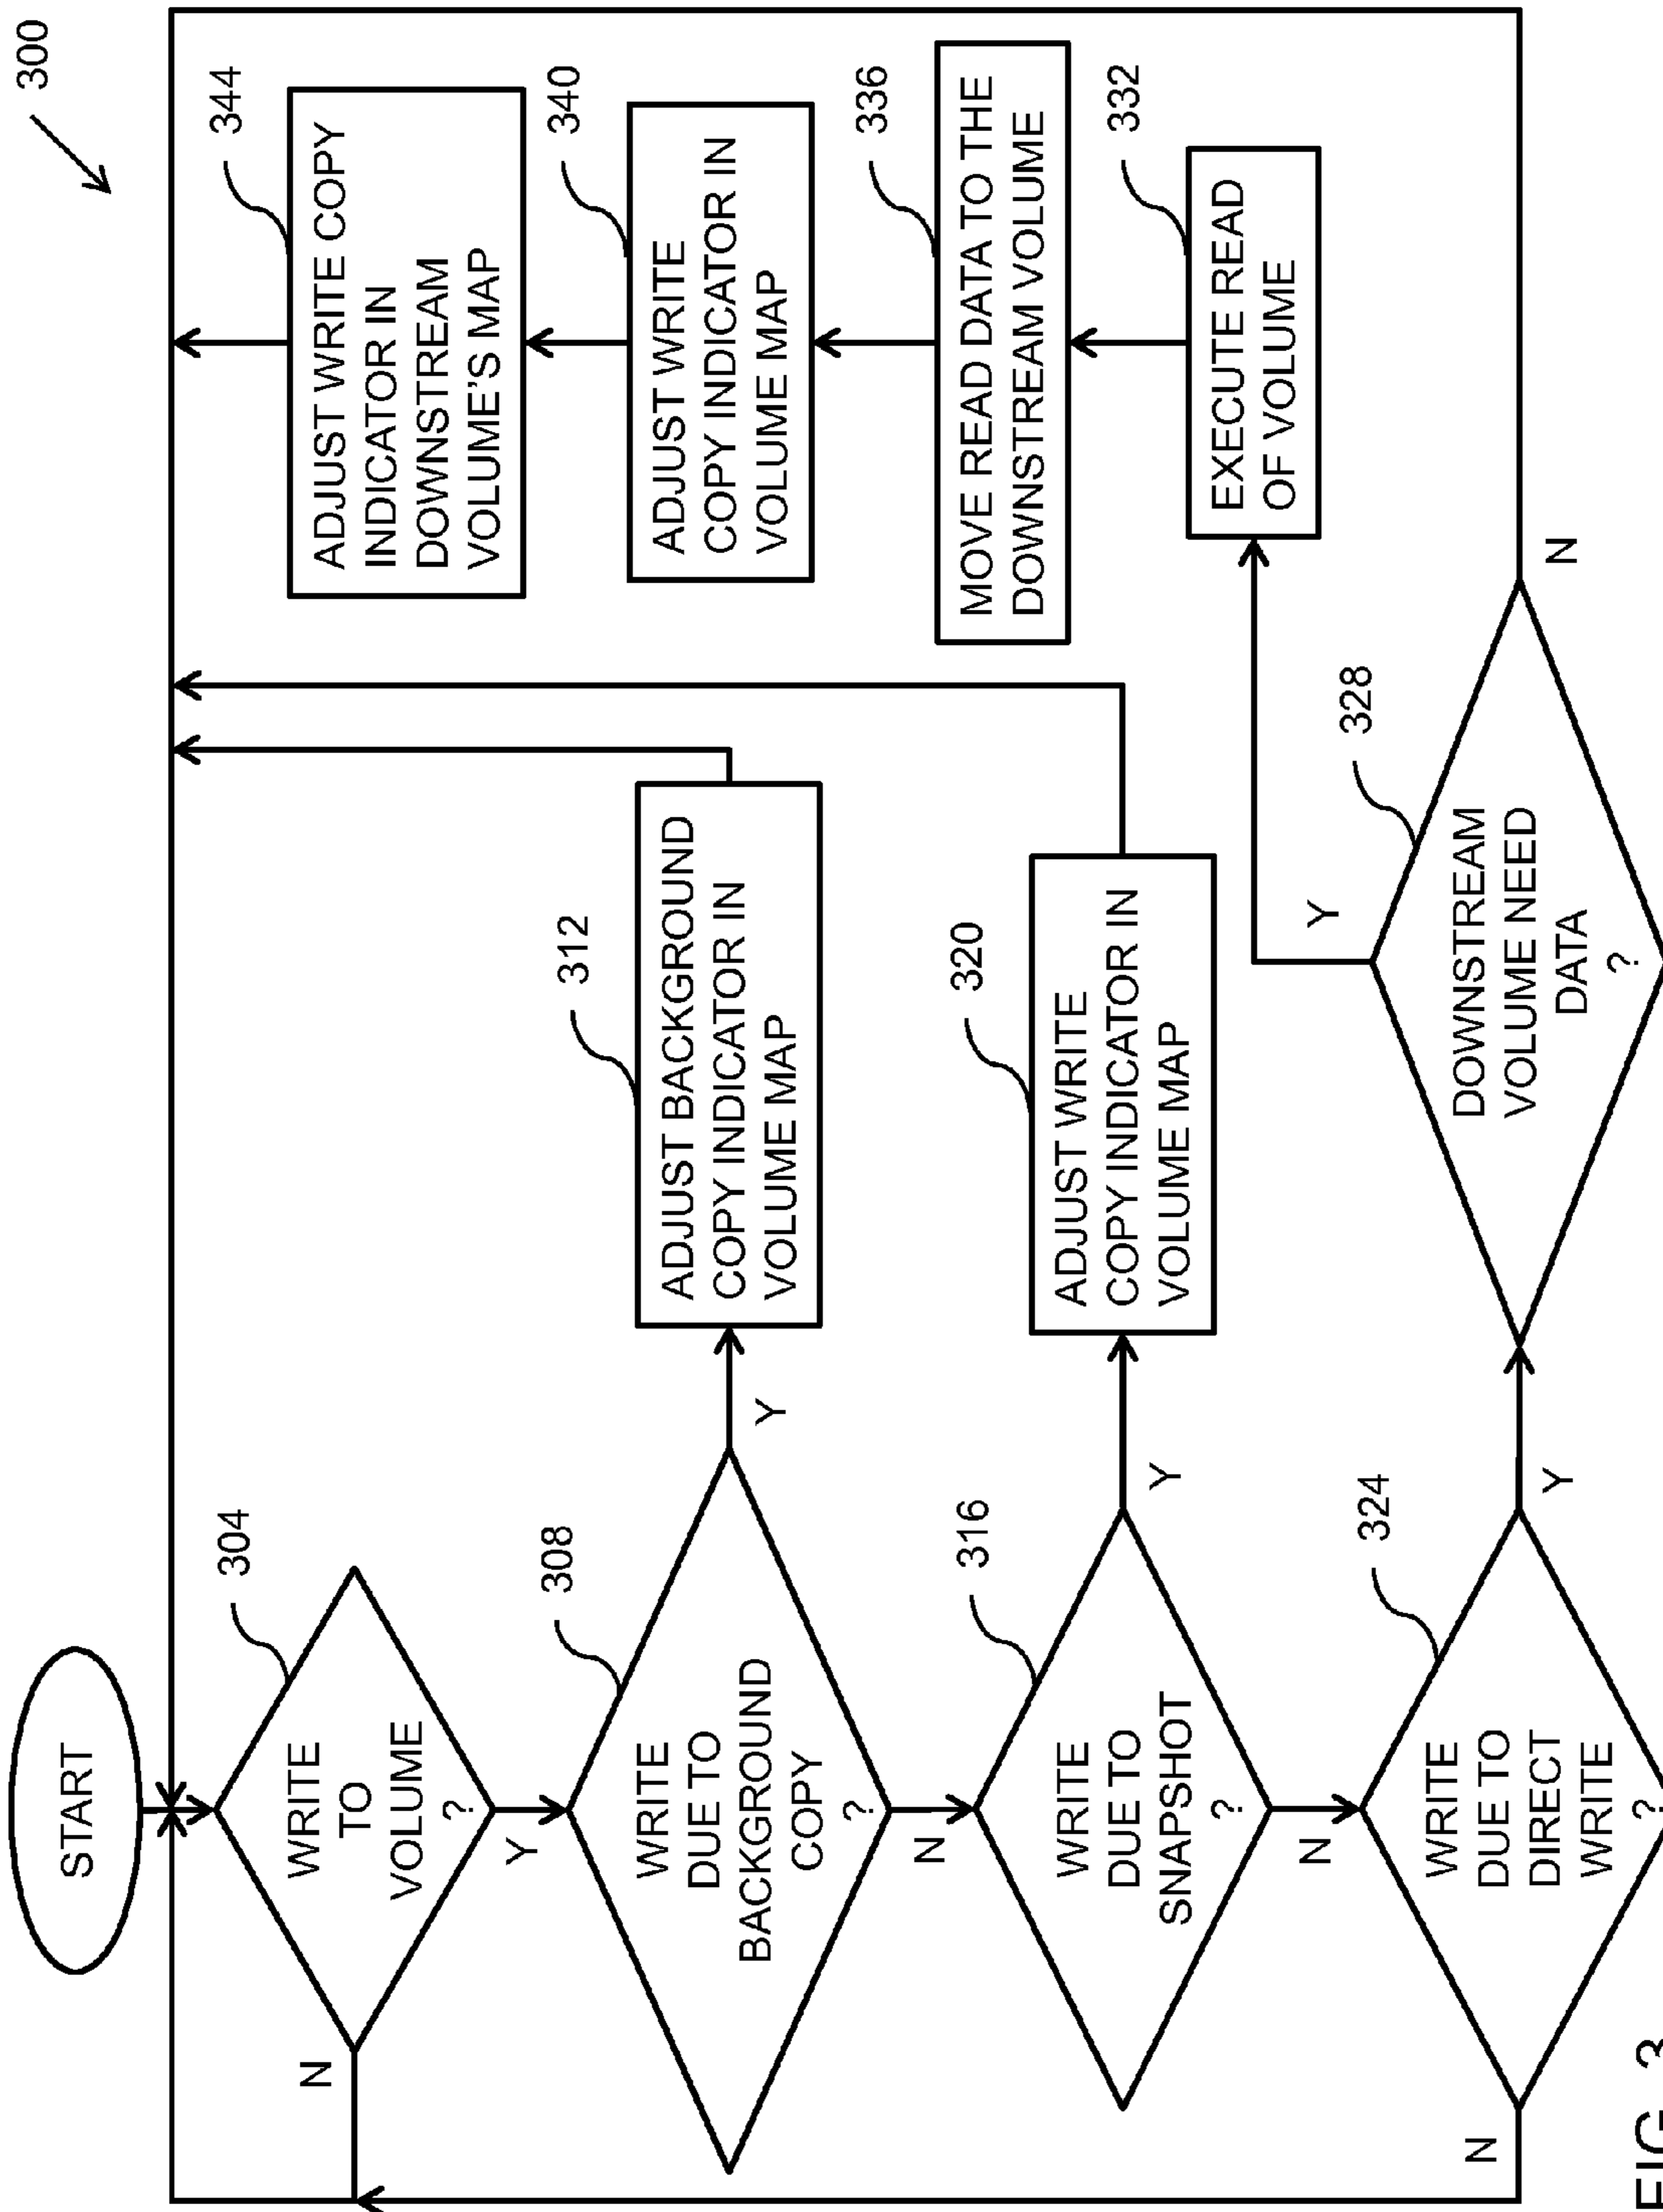 300
START
304
WRITE
TO
VOLUME
?
N
Y
308
WRITE
DUE TO
BACKGROUND
COPY
?
Y
N
312
ADJUST BACKGROUND
COPY INDICATOR IN
VOLUME MAP
316
WRITE
DUE TO
SNAPSHOT
?
Y
N
320
ADJUST WRITE
COPY INDICATOR IN
VOLUME MAP
324
WRITE
DUE TO
DIRECT
WRITE
?
N
Y
328
DOWNSTREAM
VOLUME NEED
DATA
?
Y
N
332
EXECUTE READ
OF VOLUME
336
MOVE READ DATA TO THE
DOWNSTREAM VOLUME
340
ADJUST WRITE
COPY INDICATOR IN
VOLUME MAP
344
ADJUST WRITE COPY
INDICATOR IN
DOWNSTREAM
VOLUME'S MAP
FIG. 3